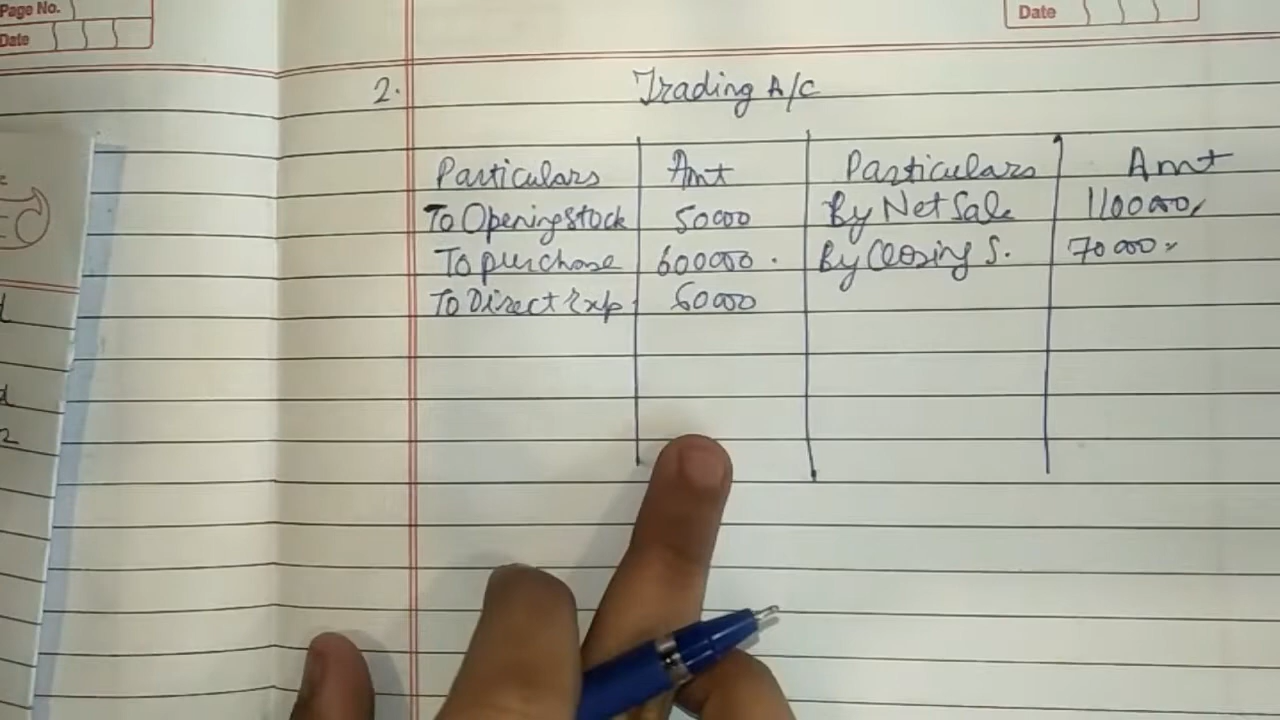 Page No.
Date
Date
2. Trading A/C
Particulars Amt Particulars Amt
To Opening stock 50000 By Net Sale 1100000
To purchase 600000 By Closing S. 70000
To Direct Exp 60000